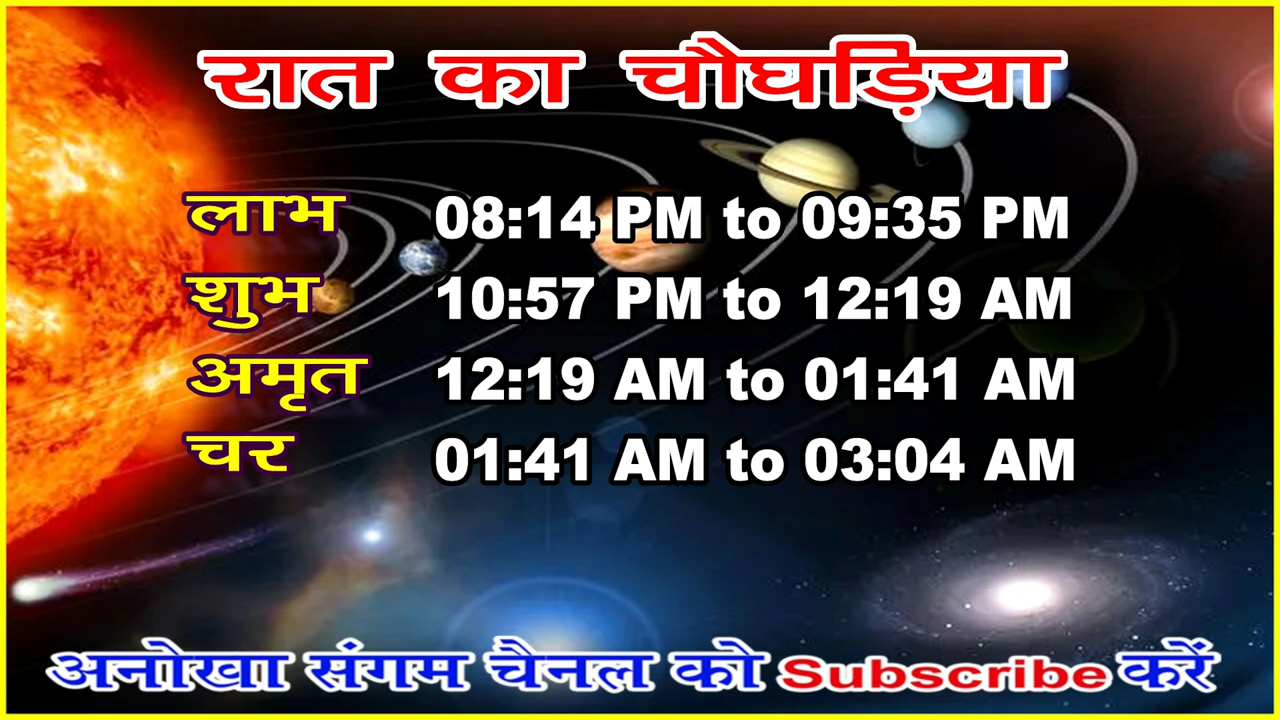 रात का चौघड़िया
लाभ 08:14 PM to 09:35 PM
शुभ 10:57 PM to 12:19 AM
अमृत 12:19 AM to 01:41 AM
चर 01:41 AM to 03:04 AM
अनोखा संगम चैनल को Subscribe करें